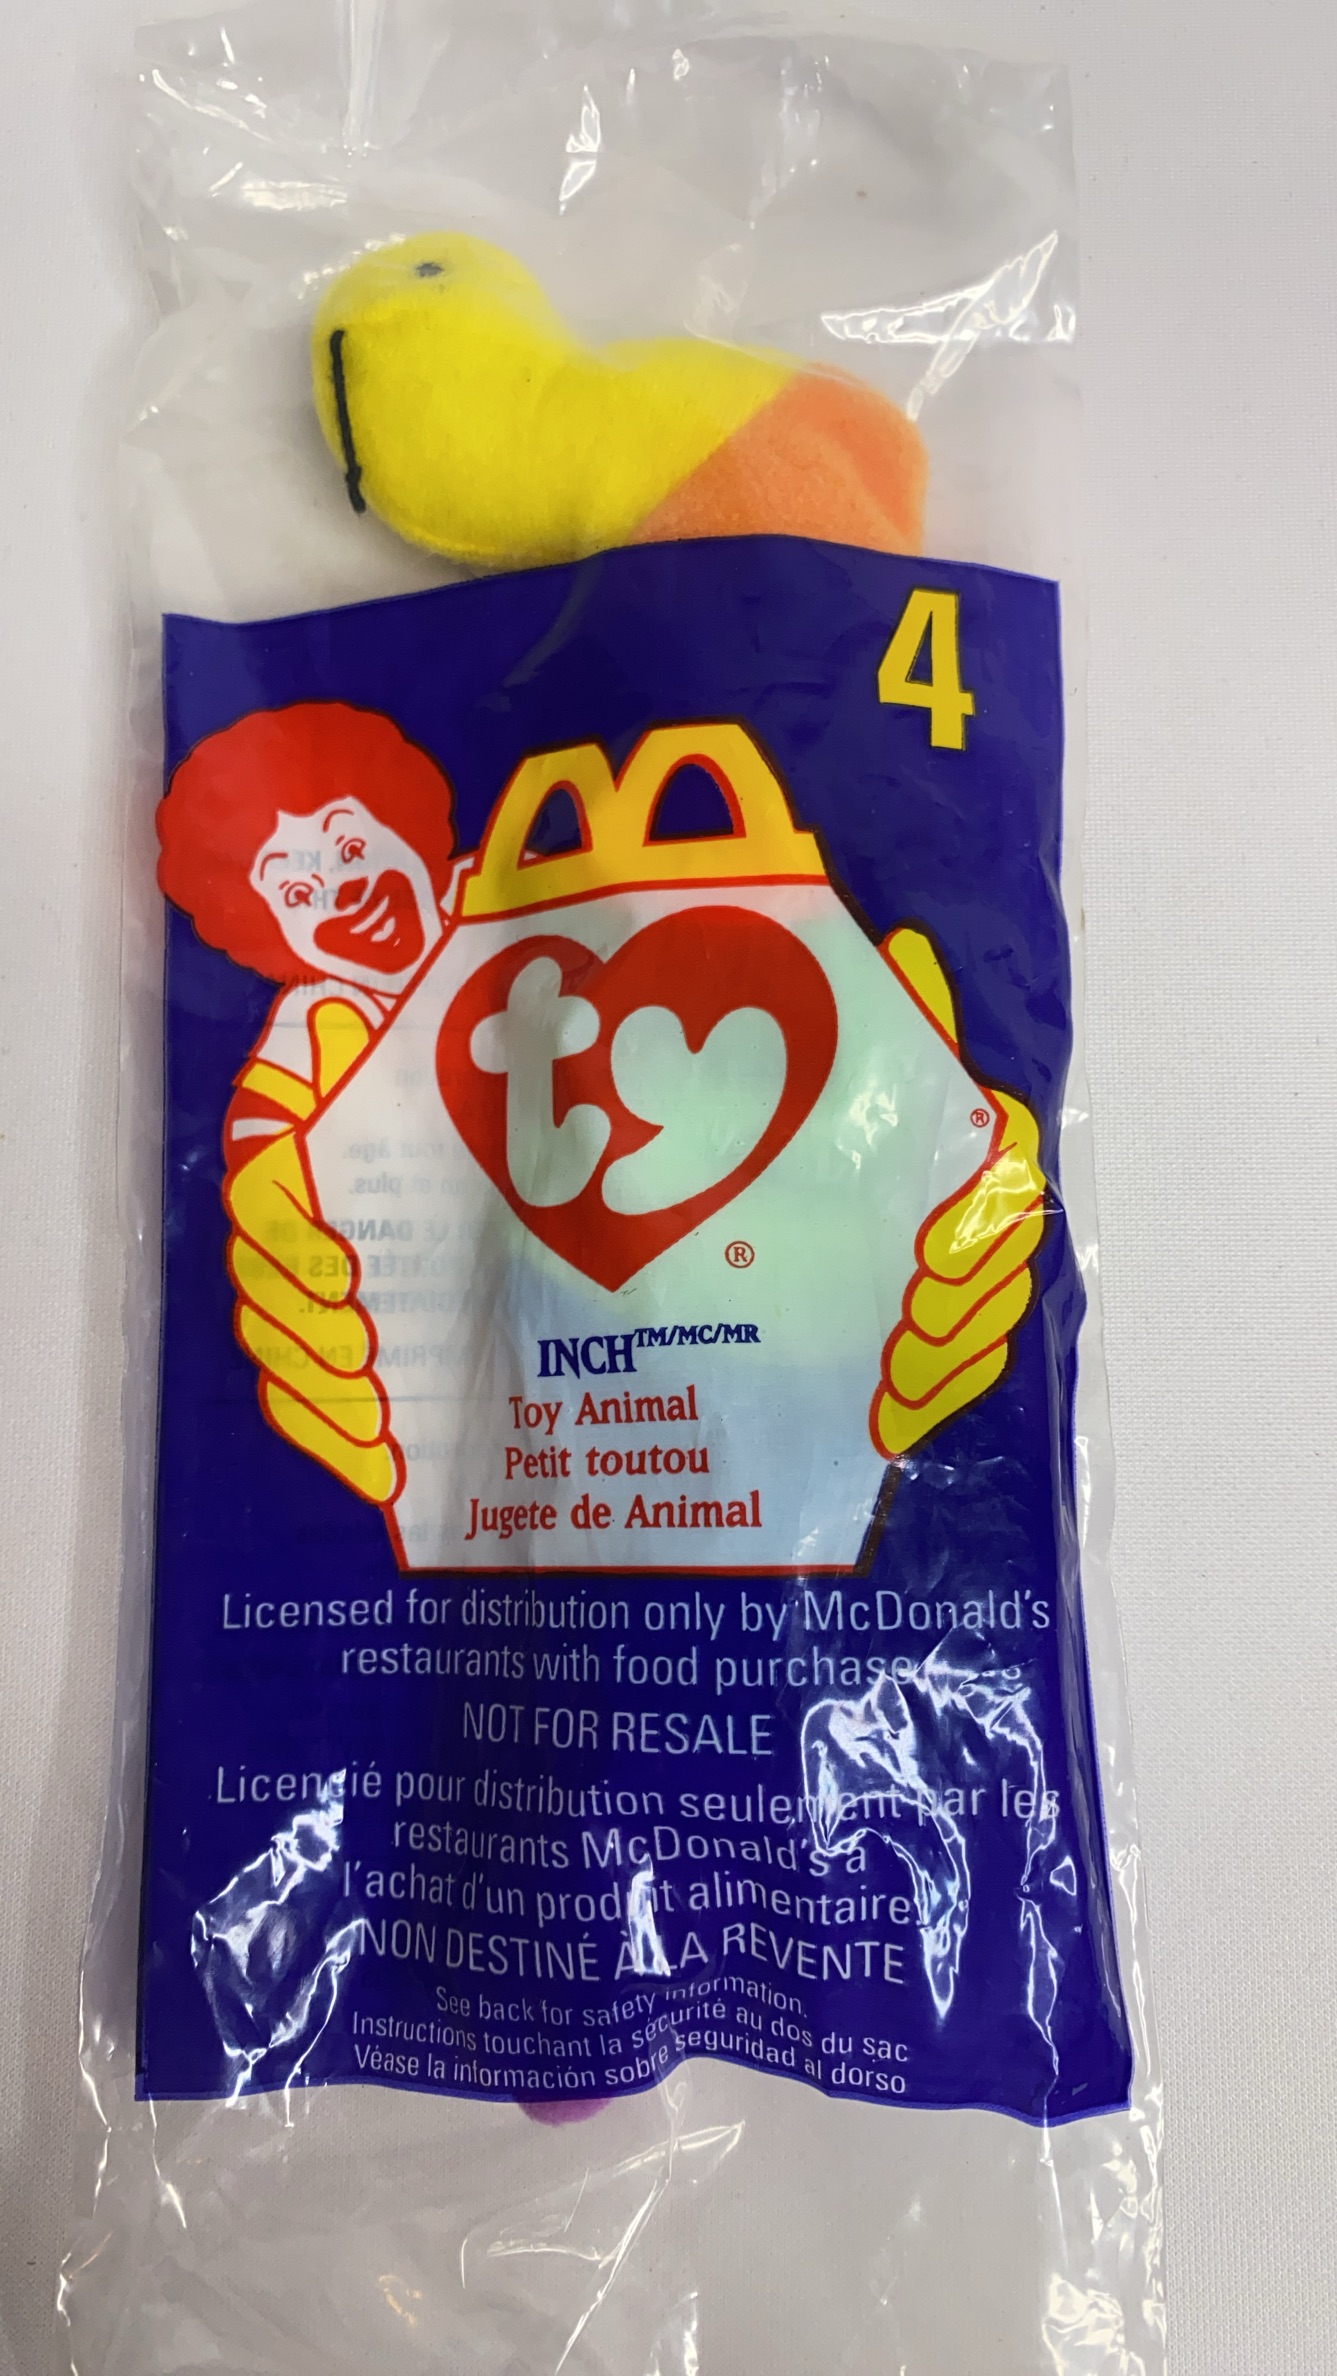 4
ty
®
®
INCH™/MC/MR
Toy Animal
Petit toutou
Jugete de Animal
Licensed for distribution only by McDonald's
restaurants with food purchase
NOT FOR RESALE
Licencié pour distribution seulement par les
restaurants McDonald's à
l'achat d'un produit alimentaire.
NON DESTINÉ À LA REVENTE
See back for safety information.
Instructions touchant la sécurité au dos du sac
Véase la información sobre seguridad al dorso